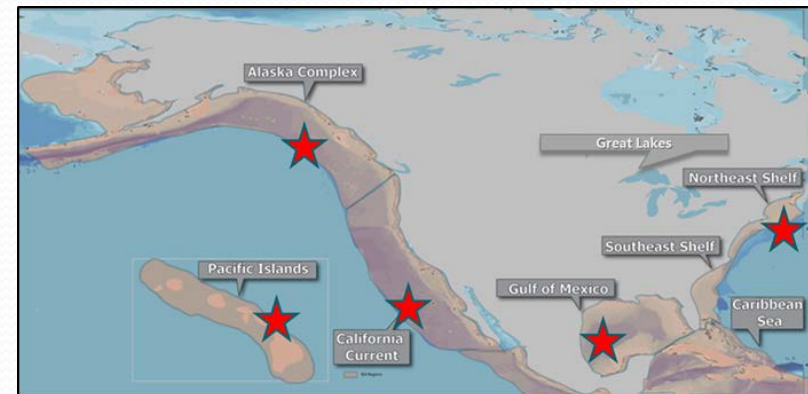 Alaska Complex
Great Lakes
Northeast Shelf
Southeast Shelf
Pacific Islands
Gulf of Mexico
Caribbean
Sea
California
Current